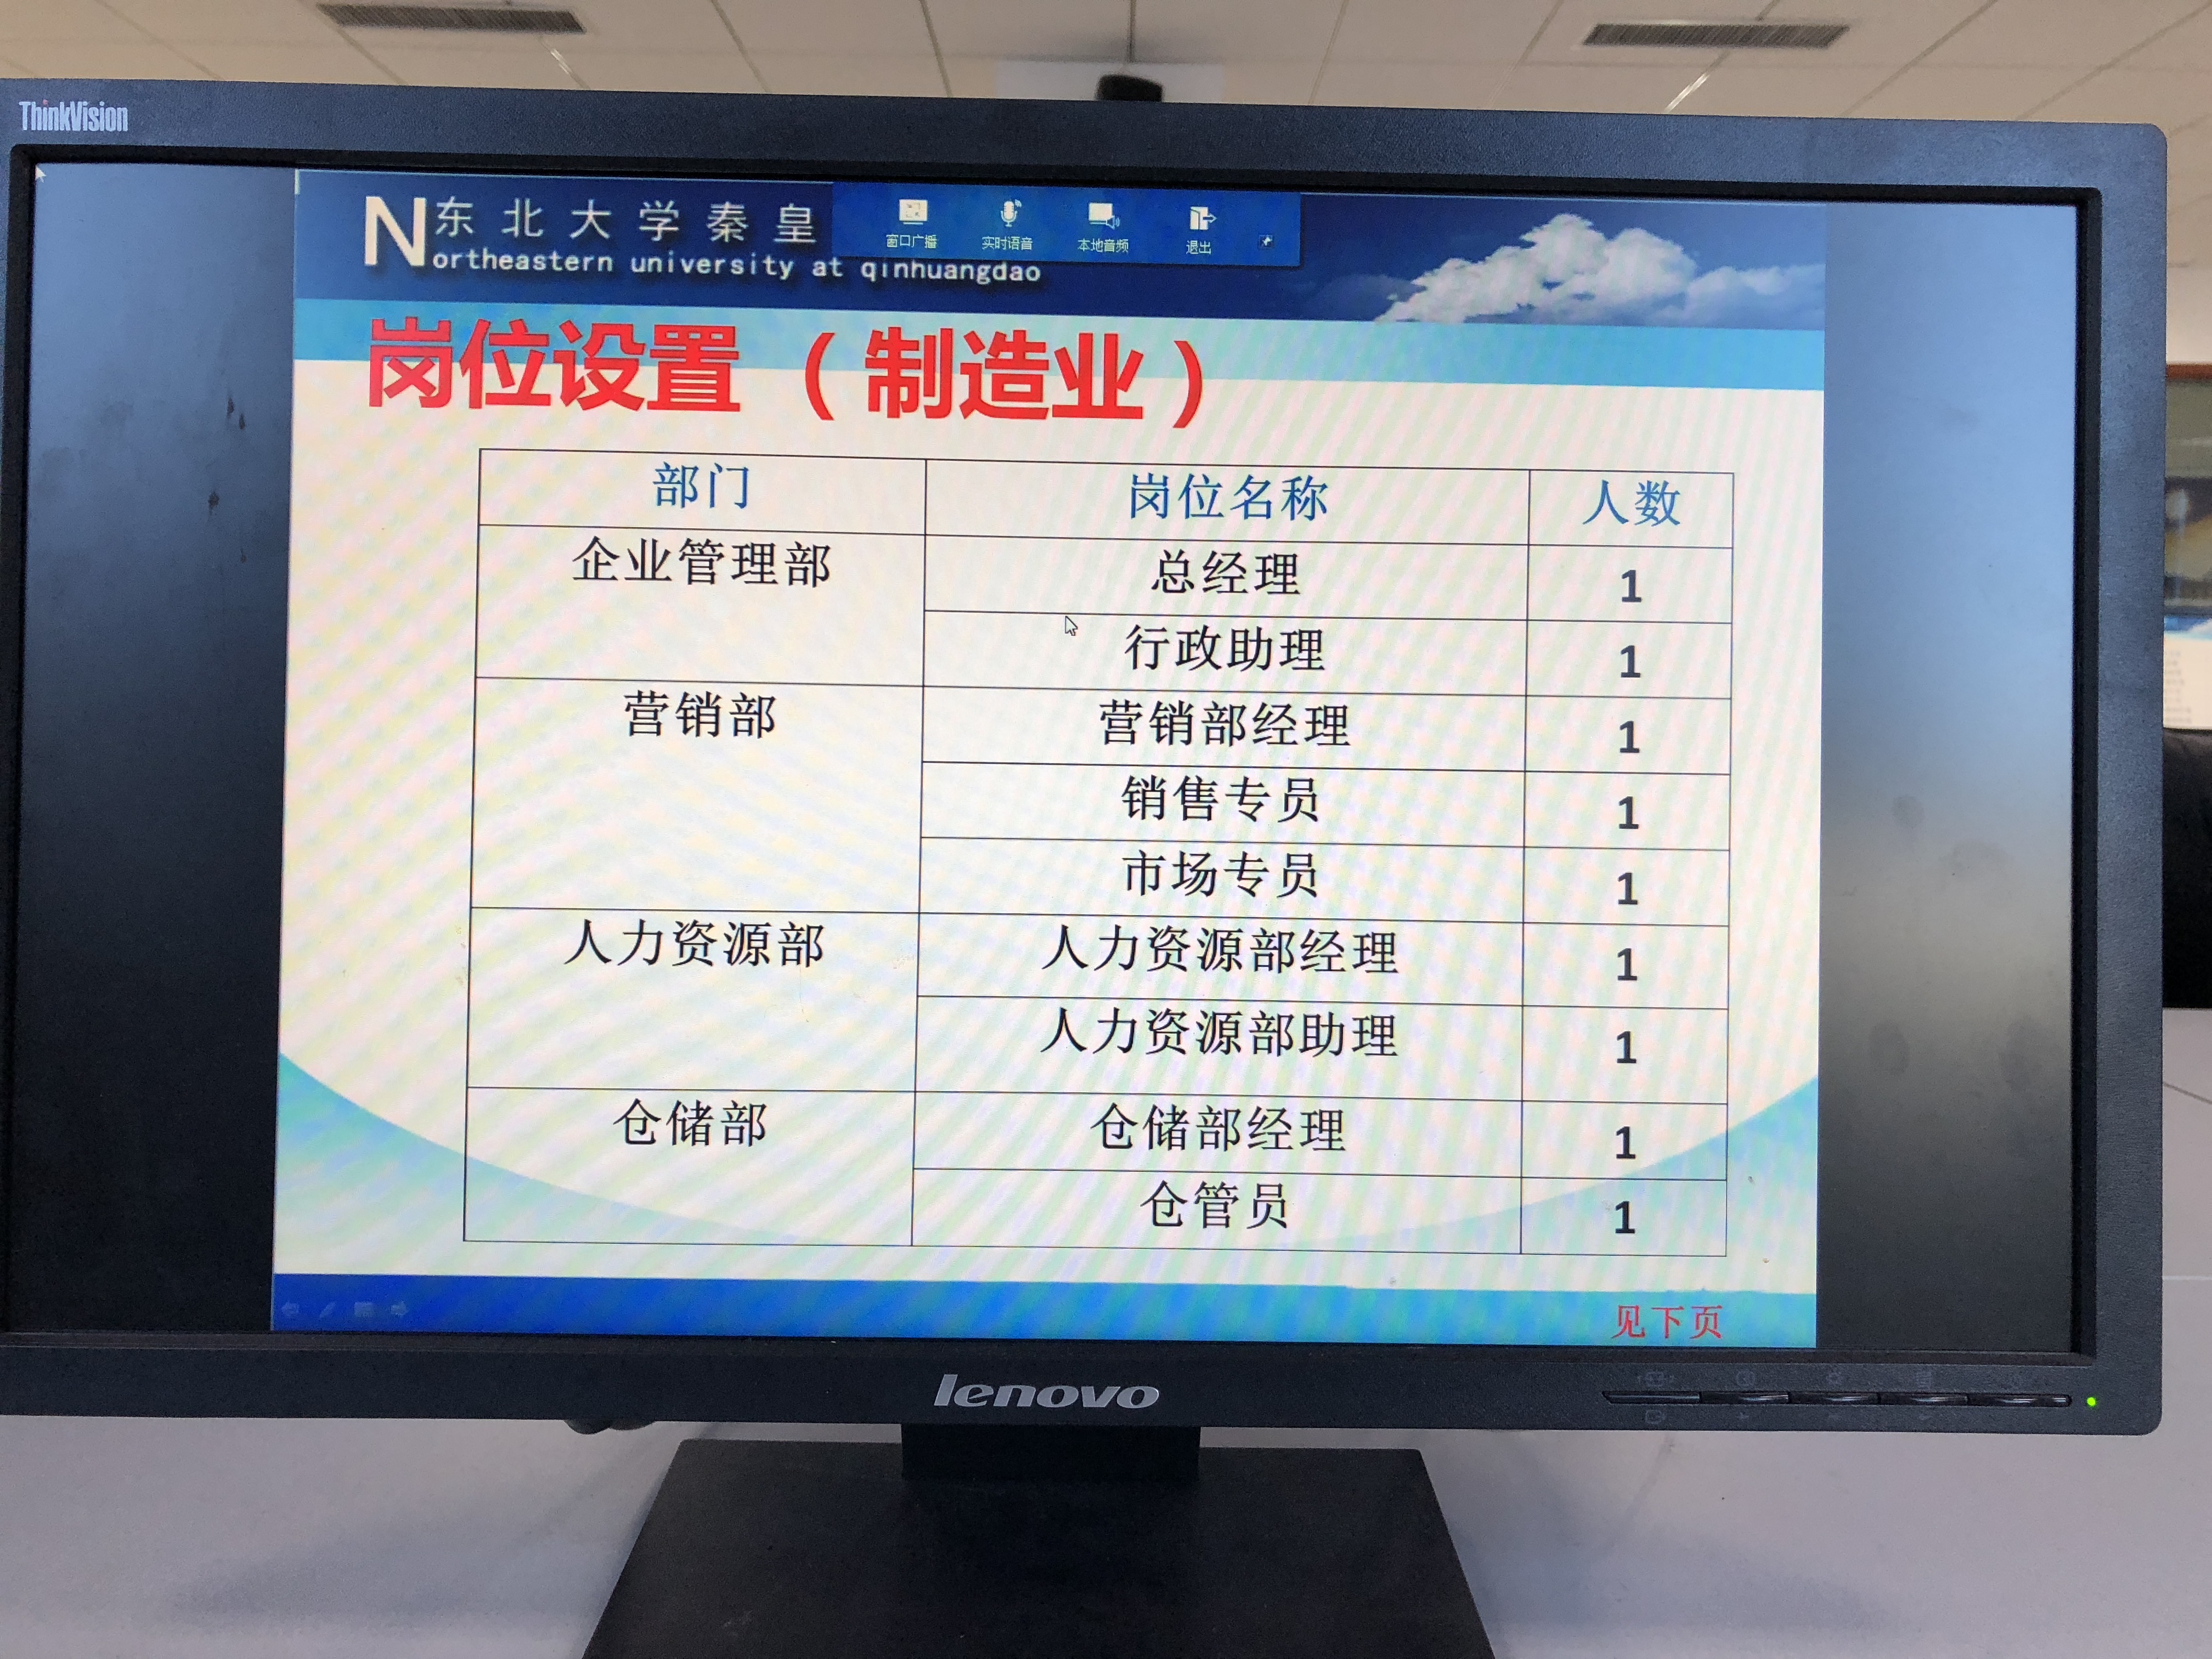 ThinkVision
N东北大学秦皇
ortheastern university at qinhuangdao
窗口广播 实时语音 本地音频 退出
岗位设置（制造业）
部门 岗位名称 人数
企业管理部 总经理 1
行政助理 1
营销部 营销部经理 1
销售专员 1
市场专员 1
人力资源部 人力资源部经理 1
人力资源部助理 1
仓储部 仓储部经理 1
仓管员 1
见下页
lenovo